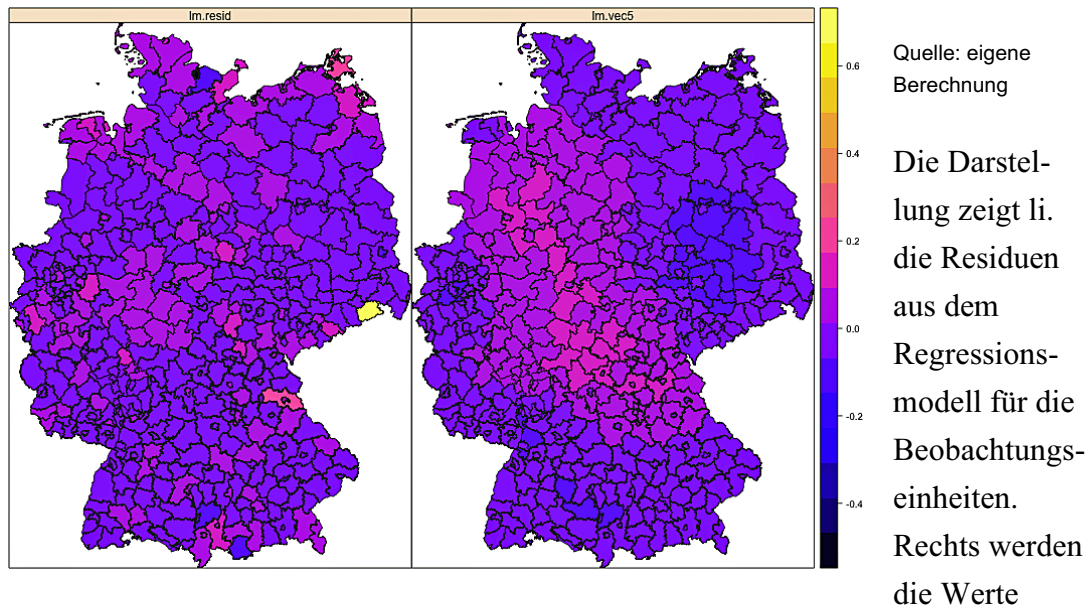 lm.resid
lm.vec5
0.6
0.4
0.2
0.0
-0.2
-0.4
Quelle: eigene
Berechnung
Die Darstel-
lung zeigt li.
die Residuen
aus dem
Regressions-
modell für die
Beobachtungs-
einheiten.
Rechts werden
die Werte